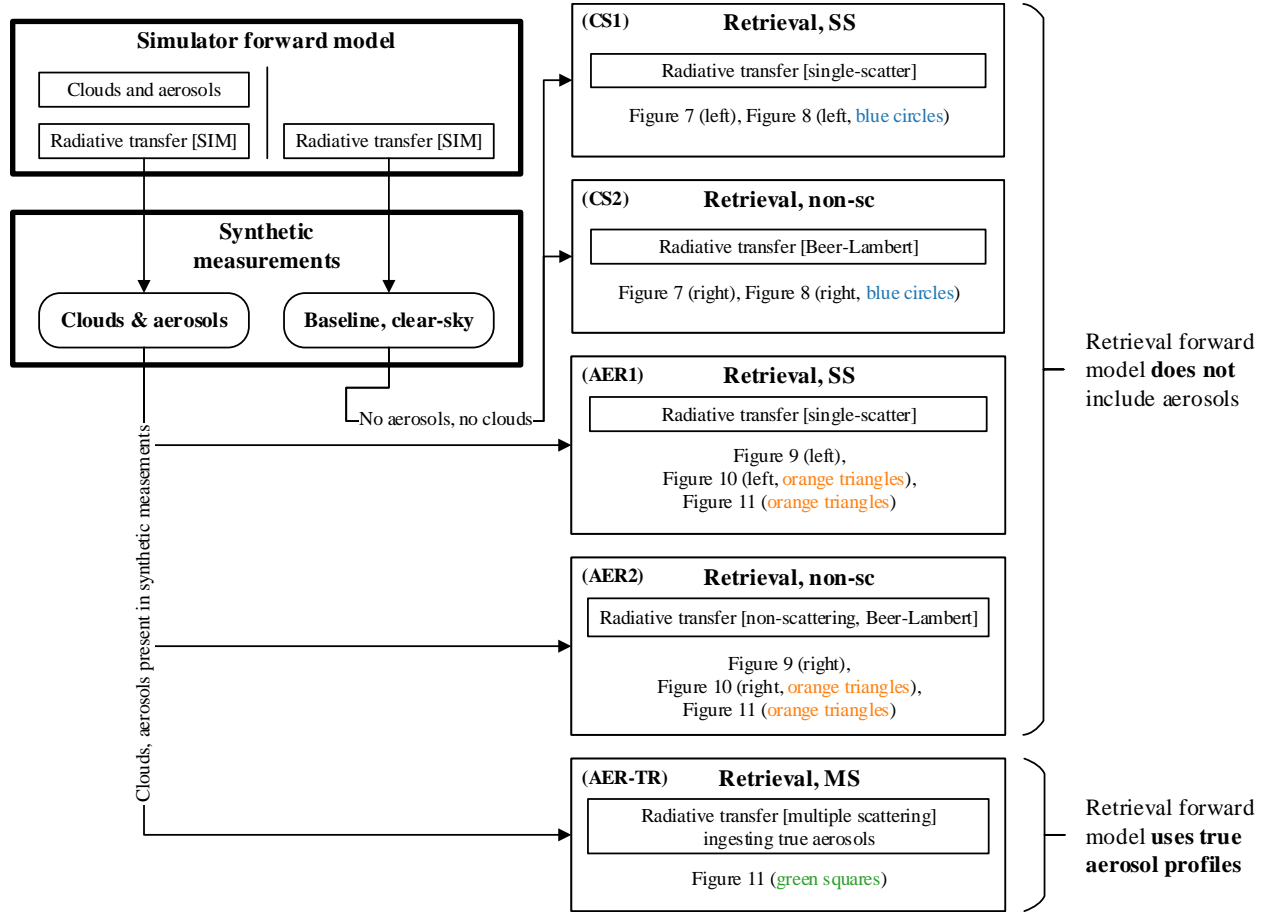 Simulator forward model
Clouds and aerosols
Radiative transfer [SIM]
Radiative transfer [SIM]
Synthetic
measurements
Clouds & aerosols
Baseline, clear-sky
No aerosols, no clouds
Clouds, aerosols present in synthetic measements
(CS1)
Retrieval, SS
Radiative transfer [single-scatter]
Figure 7 (left), Figure 8 (left, blue circles)
(CS2)
Retrieval, non-sc
Radiative transfer [Beer-Lambert]
Figure 7 (right), Figure 8 (right, blue circles)
(AER1)
Retrieval, SS
Radiative transfer [single-scatter]
Figure 9 (left),
Figure 10 (left, orange triangles),
Figure 11 (orange triangles)
(AER2)
Retrieval, non-sc
Radiative transfer [non-scattering, Beer-Lambert]
Figure 9 (right),
Figure 10 (right, orange triangles),
Figure 11 (orange triangles)
(AER-TR)
Retrieval, MS
Radiative transfer [multiple scattering]
ingesting true aerosols
Figure 11 (green squares)
Retrieval forward
model does not
include aerosols
Retrieval forward
model uses true
aerosol profiles